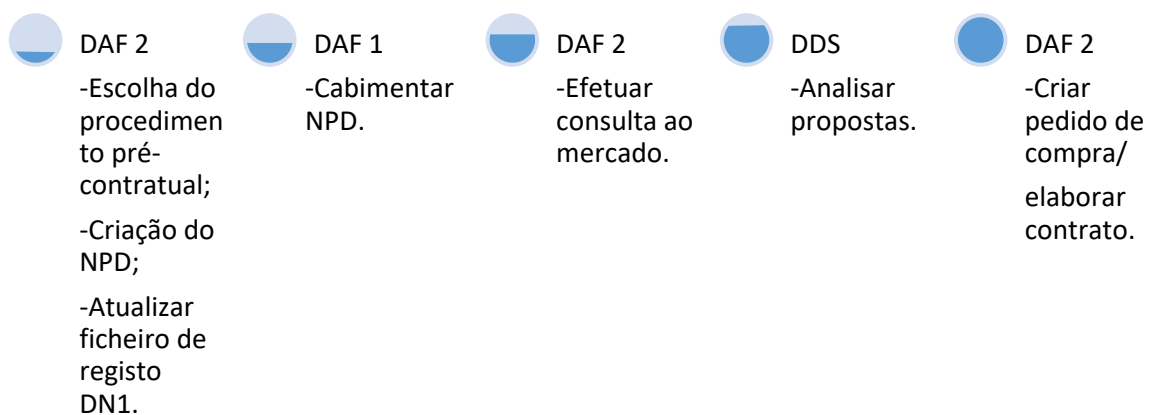 DAF 2
-Escolha do
procedimen
to pré-
contratual;
-Criação do
NPD;
-Atualizar
ficheiro de
registo
DN1.
DAF 1
-Cabimentar
NPD.
DAF 2
-Efetuar
consulta ao
mercado.
DDS
-Analisar
propostas.
DAF 2
-Criar
pedido de
compra/
elaborar
contrato.